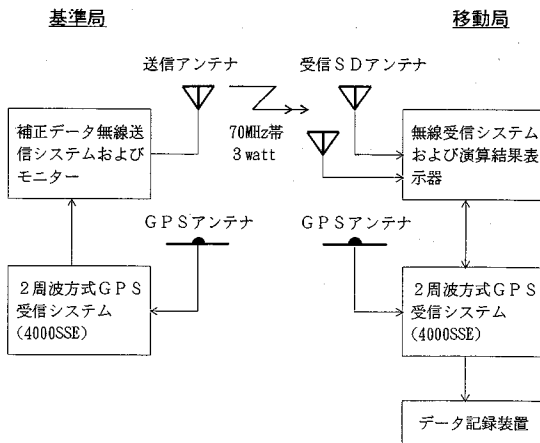 基準局
移動局
送信アンテナ
受信SDアンテナ
補正データ無線送
信システムおよび
モニター
70MHz帯
3watt
無線受信システム
および演算結果表
示器
GPSアンテナ
GPSアンテナ
2周波方式GPS
受信システム
(4000SSE)
2周波方式GPS
受信システム
(4000SSE)
データ記録装置